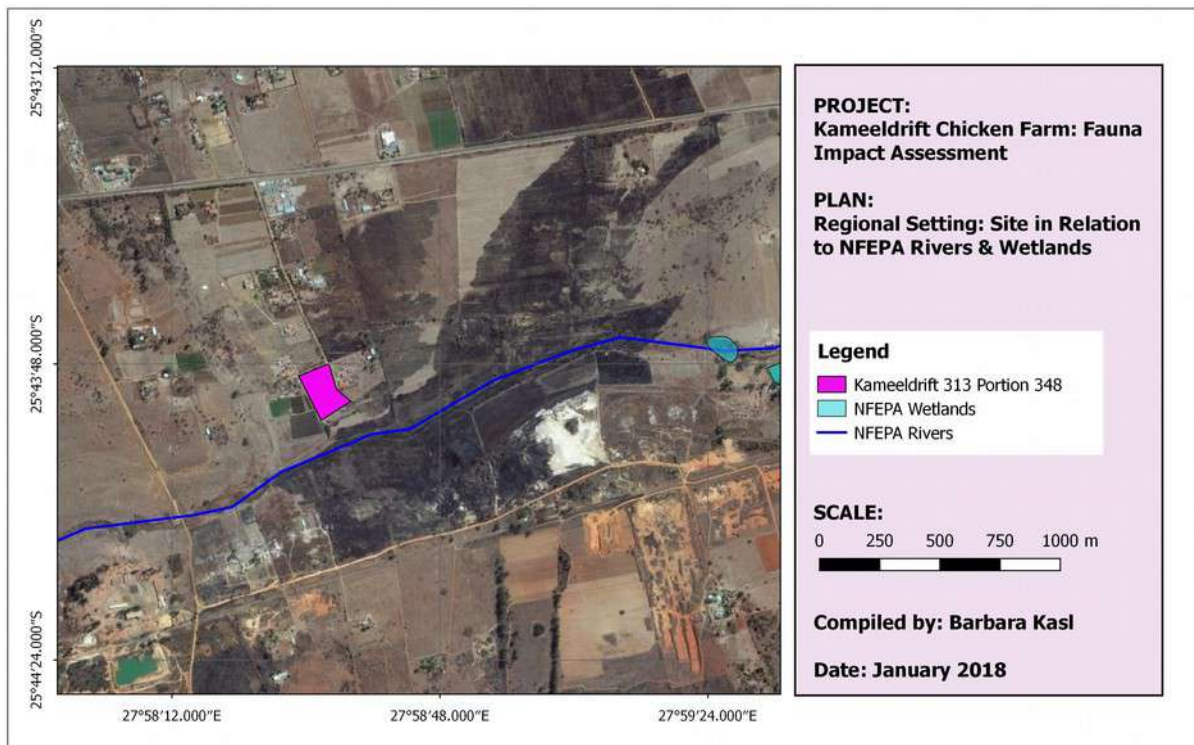 25°43'12.000"S
25°43'48.000"S
25°44'24.000"S
27°58'12.000"E
27°58'48.000"E
27°59'24.000"E
PROJECT:
Kameeldrift Chicken Farm: Fauna
Impact Assessment
PLAN:
Regional Setting: Site in Relation
to NFEPA Rivers & Wetlands
Legend
Kameeldrift 313 Portion 348
NFEPA Wetlands
NFEPA Rivers
SCALE:
0 250 500 750 1000 m
Compiled by: Barbara Kasl
Date: January 2018